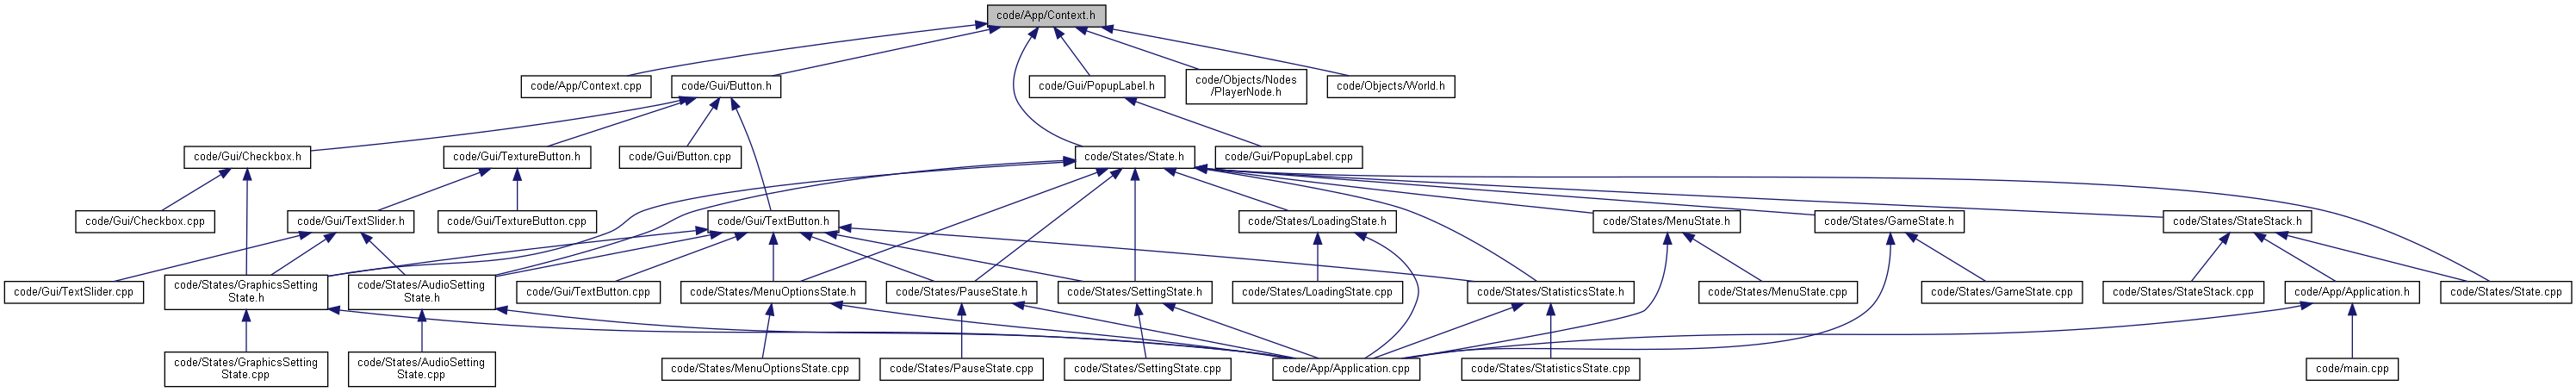 code/App/Context.h
code/App/Context.cpp
code/Gui/Button.h
code/Gui/PopupLabel.h
code/Objects/Nodes
/PlayerNode.h
code/Objects/World.h
code/Gui/Checkbox.h
code/Gui/TextureButton.h
code/Gui/Button.cpp
code/States/State.h
code/Gui/PopupLabel.cpp
code/Gui/Checkbox.cpp
code/Gui/TextSlider.h
code/Gui/TextureButton.cpp
code/Gui/TextButton.h
code/States/LoadingState.h
code/States/MenuState.h
code/States/GameState.h
code/States/StateStack.h
code/Gui/TextSlider.cpp
code/States/GraphicsSetting
State.h
code/States/AudioSetting
State.h
code/Gui/TextButton.cpp
code/States/MenuOptionsState.h
code/States/PauseState.h
code/States/SettingState.h
code/States/LoadingState.cpp
code/States/StatisticsState.h
code/States/MenuState.cpp
code/States/GameState.cpp
code/States/StateStack.cpp
code/App/Application.h
code/States/State.cpp
code/States/GraphicsSetting
State.cpp
code/States/AudioSetting
State.cpp
code/States/MenuOptionsState.cpp
code/States/PauseState.cpp
code/States/SettingState.cpp
code/App/Application.cpp
code/States/StatisticsState.cpp
code/main.cpp